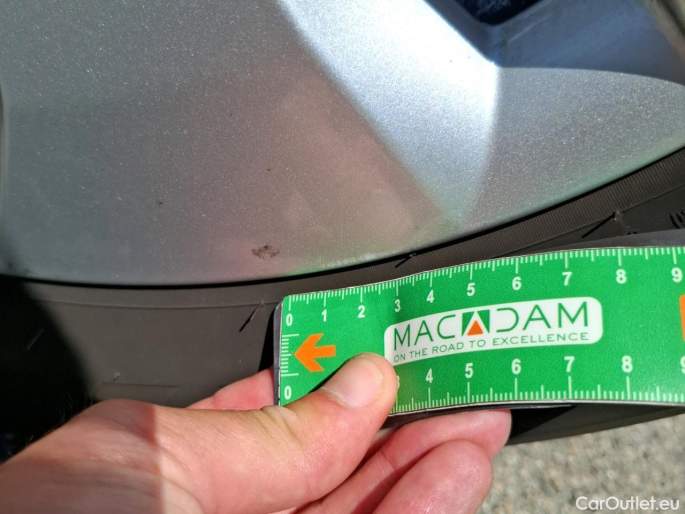 0 1 2 3 4 5 6 7 8 9
MACADAM
ON THE ROAD TO EXCELLENCE
0 3 4 5 6 7 8 9
CarOutlet.eu